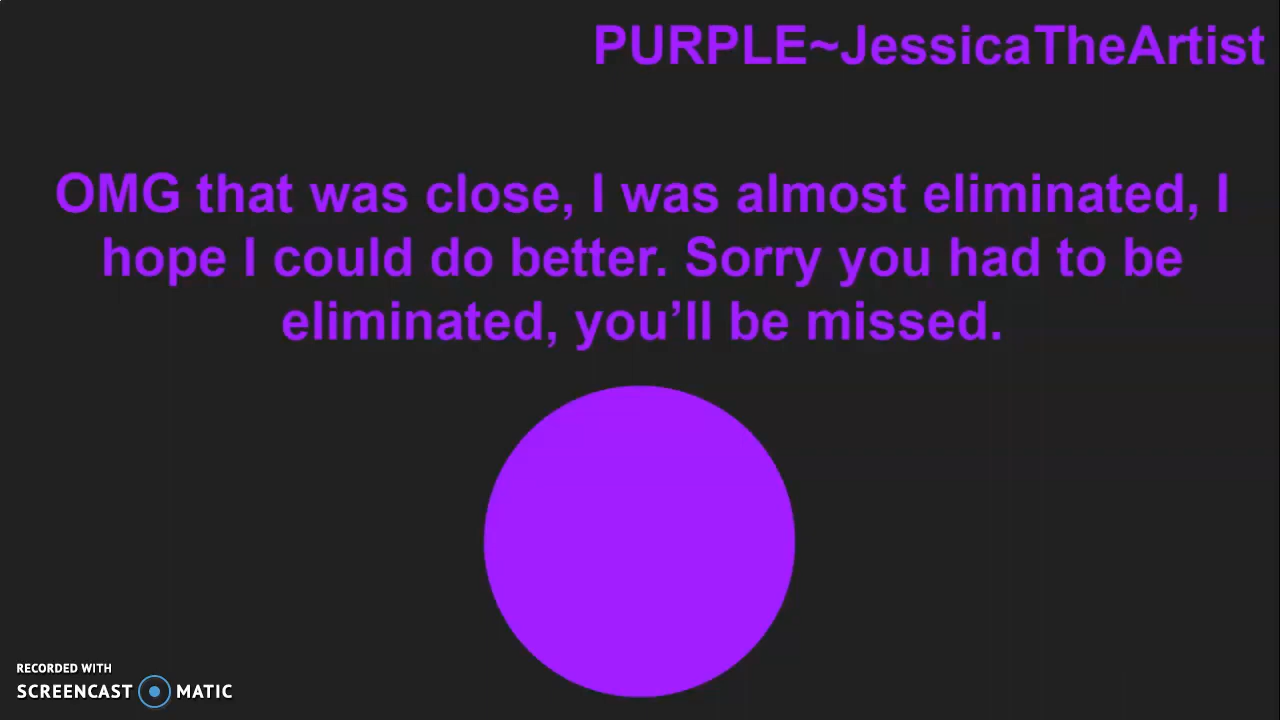 PURPLE~JessicaTheArtist
OMG that was close, I was almost eliminated, I
hope I could do better. Sorry you had to be
eliminated, you’ll be missed.
RECORDED WITH
SCREENCAST MATIC